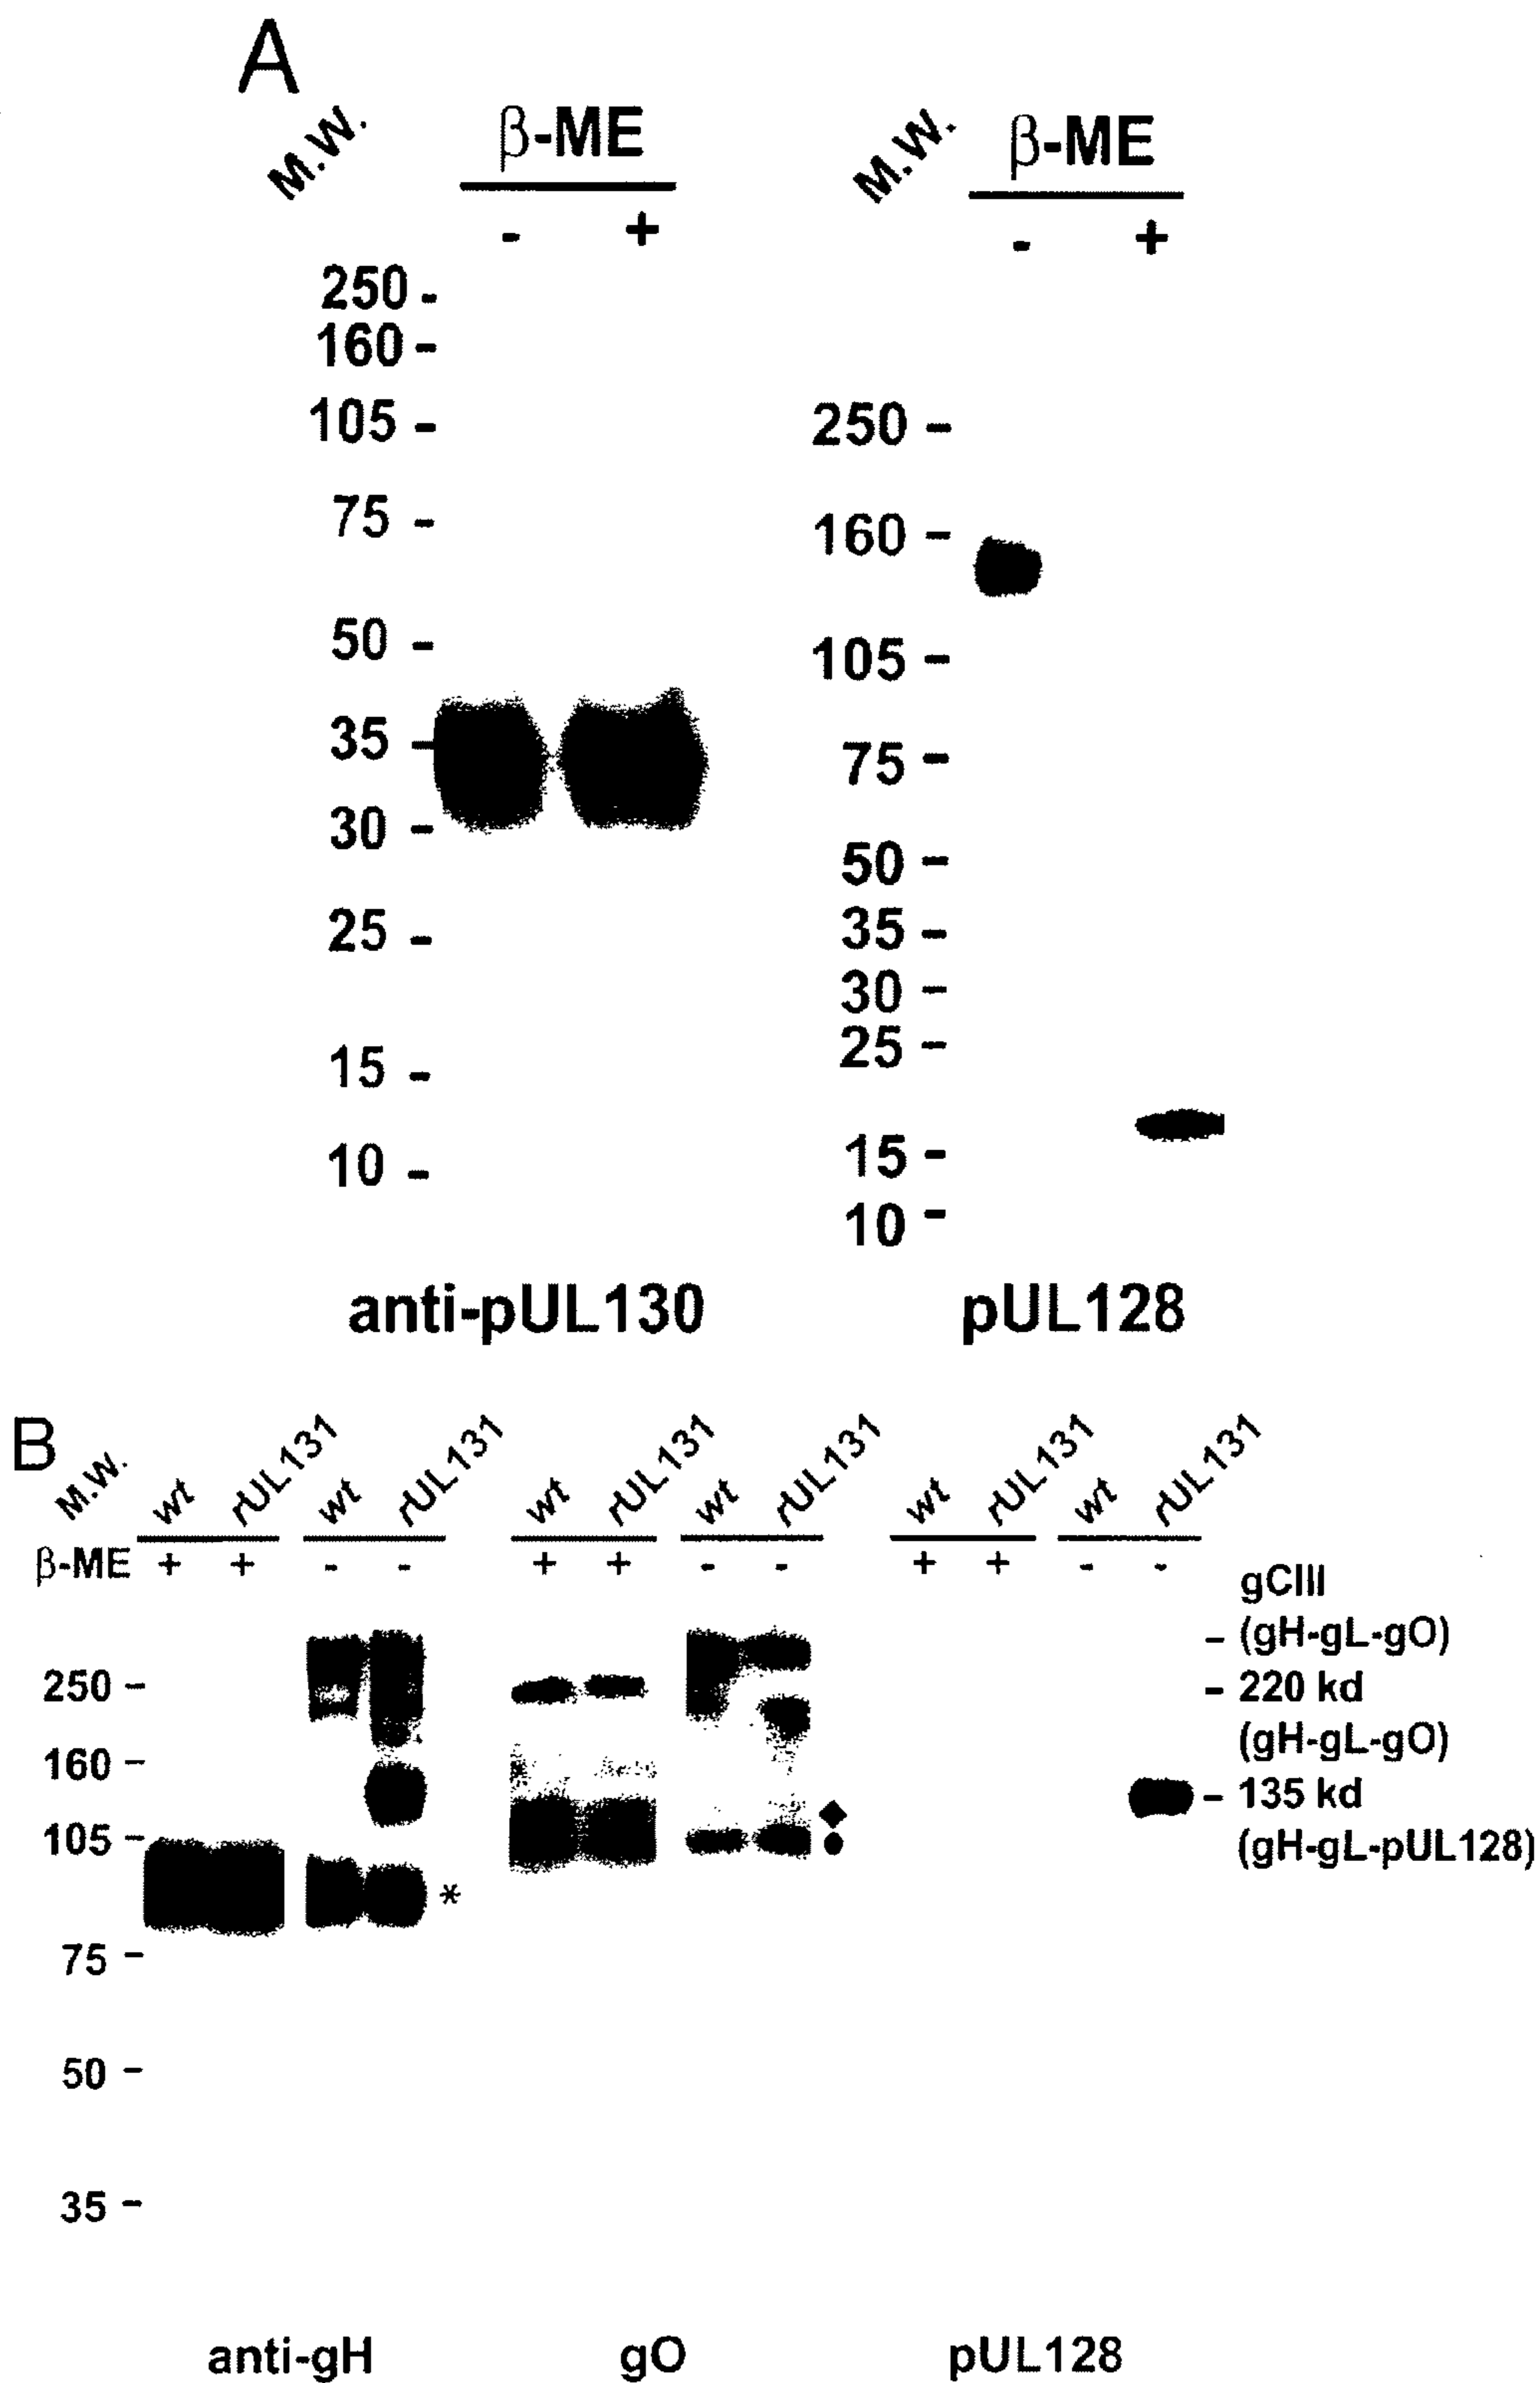 A
M.W. β-ME M.W. β-ME
- + - +
250 -
160 -
105 -
75 -
50 -
35 -
30 -
25 -
15 -
10 -
250 -
160 -
105 -
75 -
50 -
35 -
30 -
25 -
15 -
10 -
anti-pUL130 pUL128
B
M.W. wt rUL131 wt rUL131 wt rUL131 wt rUL131 wt rUL131 wt rUL131
β-ME + + - - + + - - + + - -
250 -
160 -
105 -
75 -
50 -
35 -
*
gCIII
- (gH-gL-gO)
- 220 kd
(gH-gL-gO)
- 135 kd
(gH-gL-pUL128)
anti-gH gO pUL128